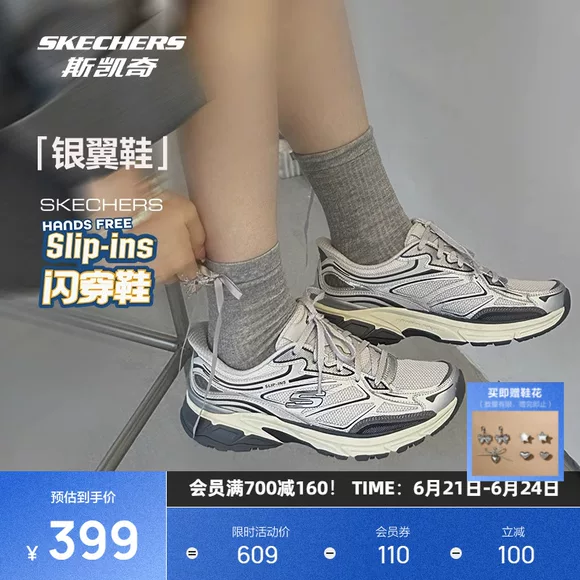 SKECHERS
斯凯奇
「银翼鞋」
SKECHERS
HANDS FREE
Slip-ins
闪穿鞋
SLIP-INS
买即赠鞋花
预估到手价
¥399
会员满700减160! TIME: 6月21日-6月24日
限时活动价 会员券 立减
= 609 - 110 - 100